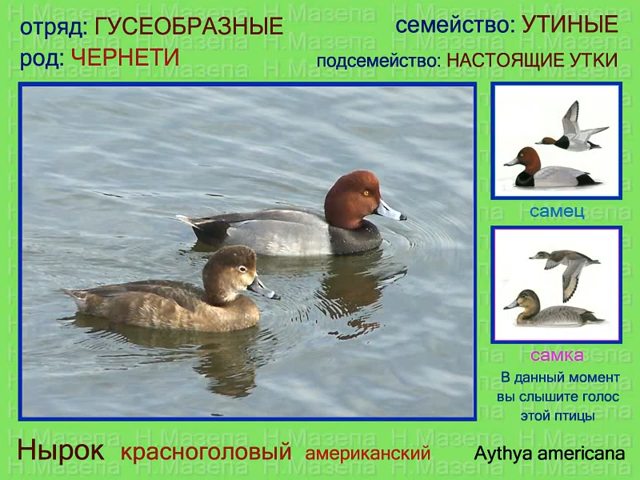 отряд: ГУСЕОБРАЗНЫЕ
семейство: УТИНЫЕ
род: ЧЕРНЕТИ
подсемейство: НАСТОЯЩИЕ УТКИ
самец
самка
В данный момент
вы слышите голос
этой птицы
Нырок красноголовый американский Aythya americana
Н.Мазепа